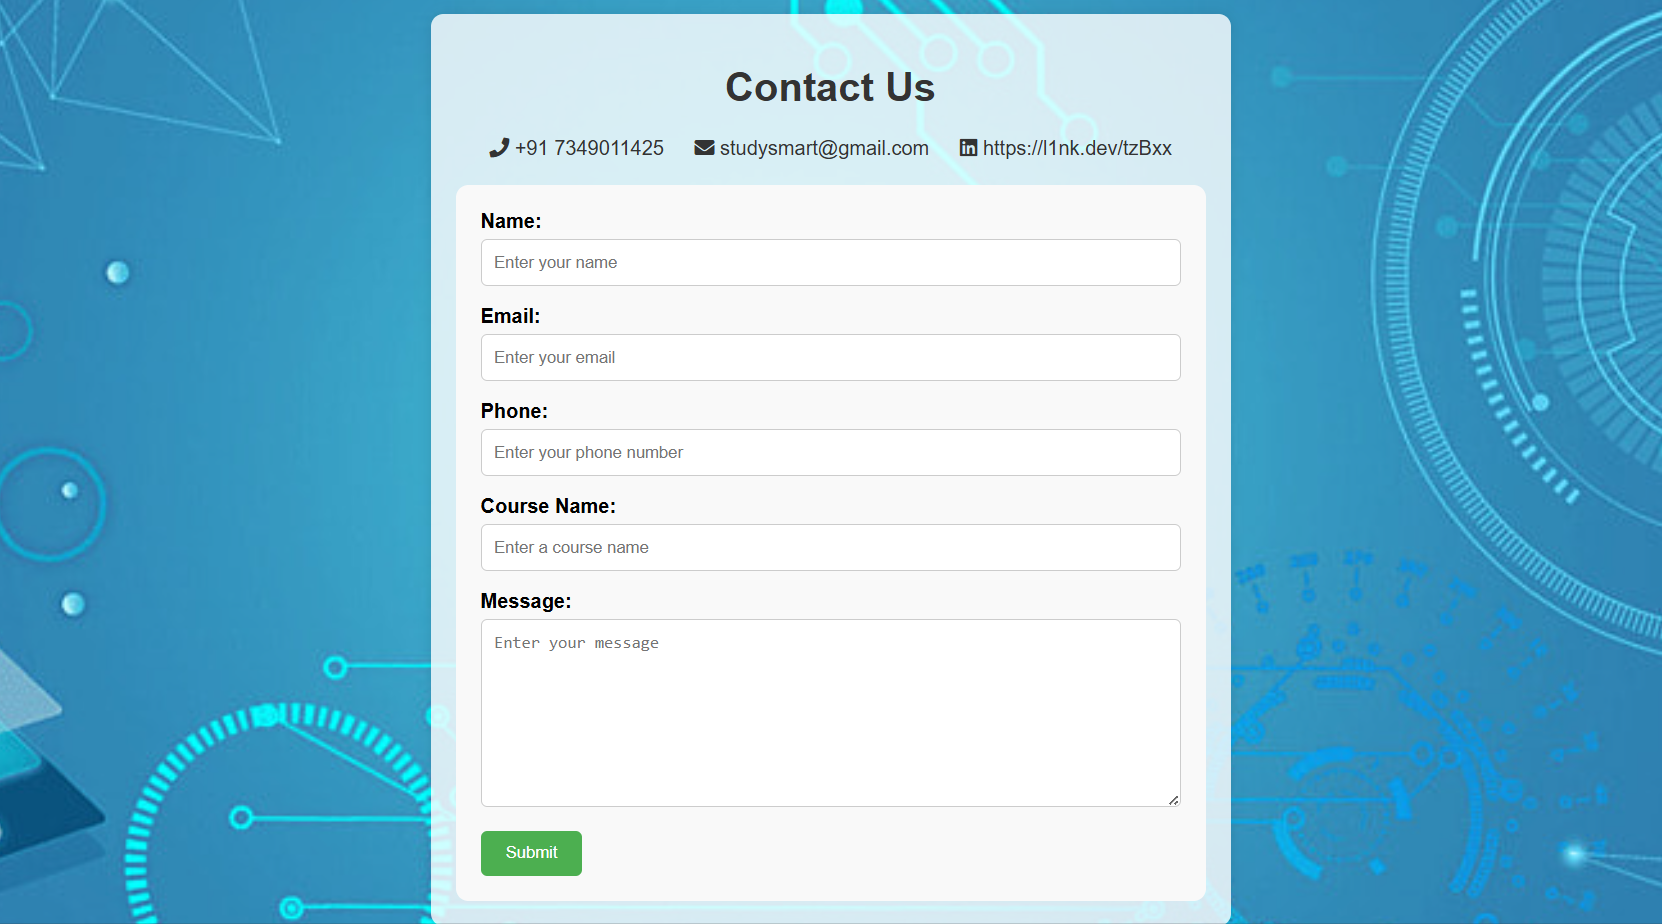 Contact Us
+91 7349011425 studysmart@gmail.com https://l1nk.dev/tzBxx
Name:
Enter your name
Email:
Enter your email
Phone:
Enter your phone number
Course Name:
Enter a course name
Message:
Enter your message
Submit